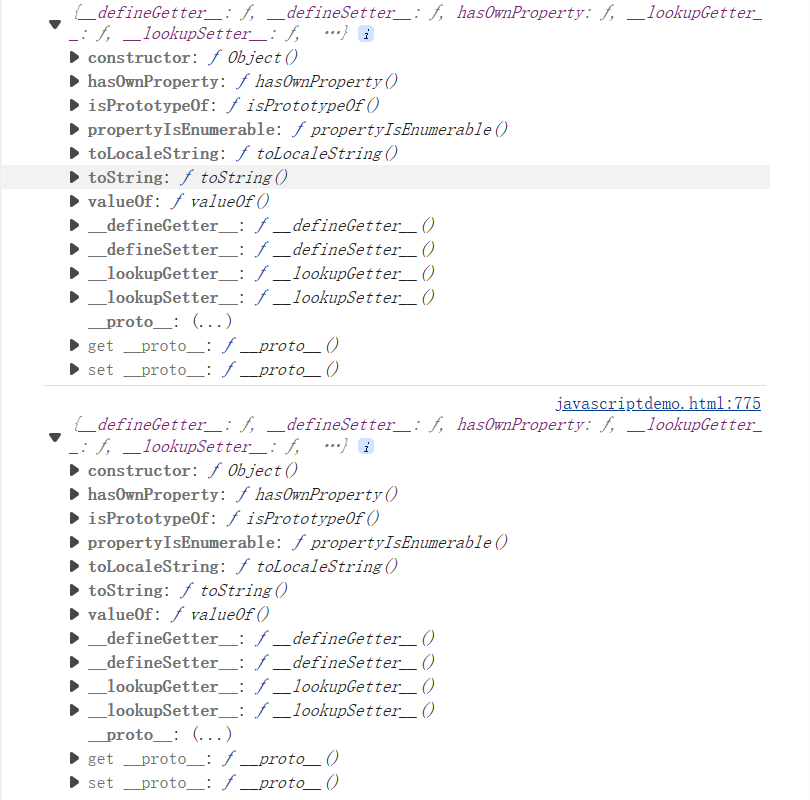 {__defineGetter__: ƒ, __defineSetter__: ƒ, hasOwnProperty: ƒ, __lookupGetter_
_: ƒ, __lookupSetter__: ƒ, …} i
constructor: ƒ Object()
hasOwnProperty: ƒ hasOwnProperty()
isPrototypeOf: ƒ isPrototypeOf()
propertyIsEnumerable: ƒ propertyIsEnumerable()
toLocaleString: ƒ toLocaleString()
toString: ƒ toString()
valueOf: ƒ valueOf()
__defineGetter__: ƒ __defineGetter__()
__defineSetter__: ƒ __defineSetter__()
__lookupGetter__: ƒ __lookupGetter__()
__lookupSetter__: ƒ __lookupSetter__()
__proto__: (...)
get __proto__: ƒ __proto__()
set __proto__: ƒ __proto__()
javascriptdemo.html:775
{__defineGetter__: ƒ, __defineSetter__: ƒ, hasOwnProperty: ƒ, __lookupGetter_
_: ƒ, __lookupSetter__: ƒ, …} i
constructor: ƒ Object()
hasOwnProperty: ƒ hasOwnProperty()
isPrototypeOf: ƒ isPrototypeOf()
propertyIsEnumerable: ƒ propertyIsEnumerable()
toLocaleString: ƒ toLocaleString()
toString: ƒ toString()
valueOf: ƒ valueOf()
__defineGetter__: ƒ __defineGetter__()
__defineSetter__: ƒ __defineSetter__()
__lookupGetter__: ƒ __lookupGetter__()
__lookupSetter__: ƒ __lookupSetter__()
__proto__: (...)
get __proto__: ƒ __proto__()
set __proto__: ƒ __proto__()